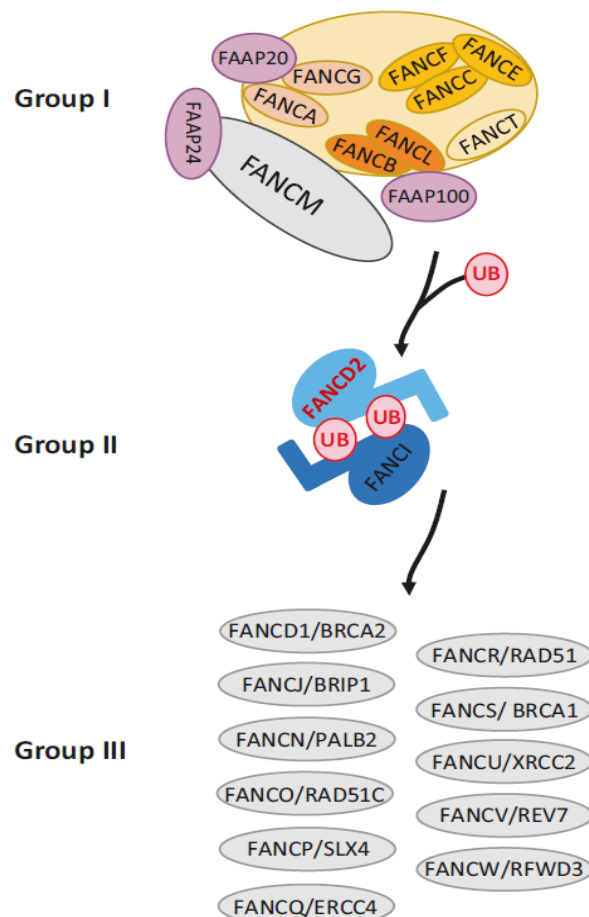 Group I
FAAP20
FANCG
FANCA
FANCF
FANCE
FANCC
FANCT
FANCL
FANCB
FAAP24
FANCM
FAAP100
UB
Group II
FANCD2
UB
UB
FANCI
Group III
FANCD1/BRCA2
FANCJ/BRIP1
FANCN/PALB2
FANCO/RAD51C
FANCP/SLX4
FANCQ/ERCC4
FANCR/RAD51
FANCS/ BRCA1
FANCU/XRCC2
FANCV/REV7
FANCW/RFWD3